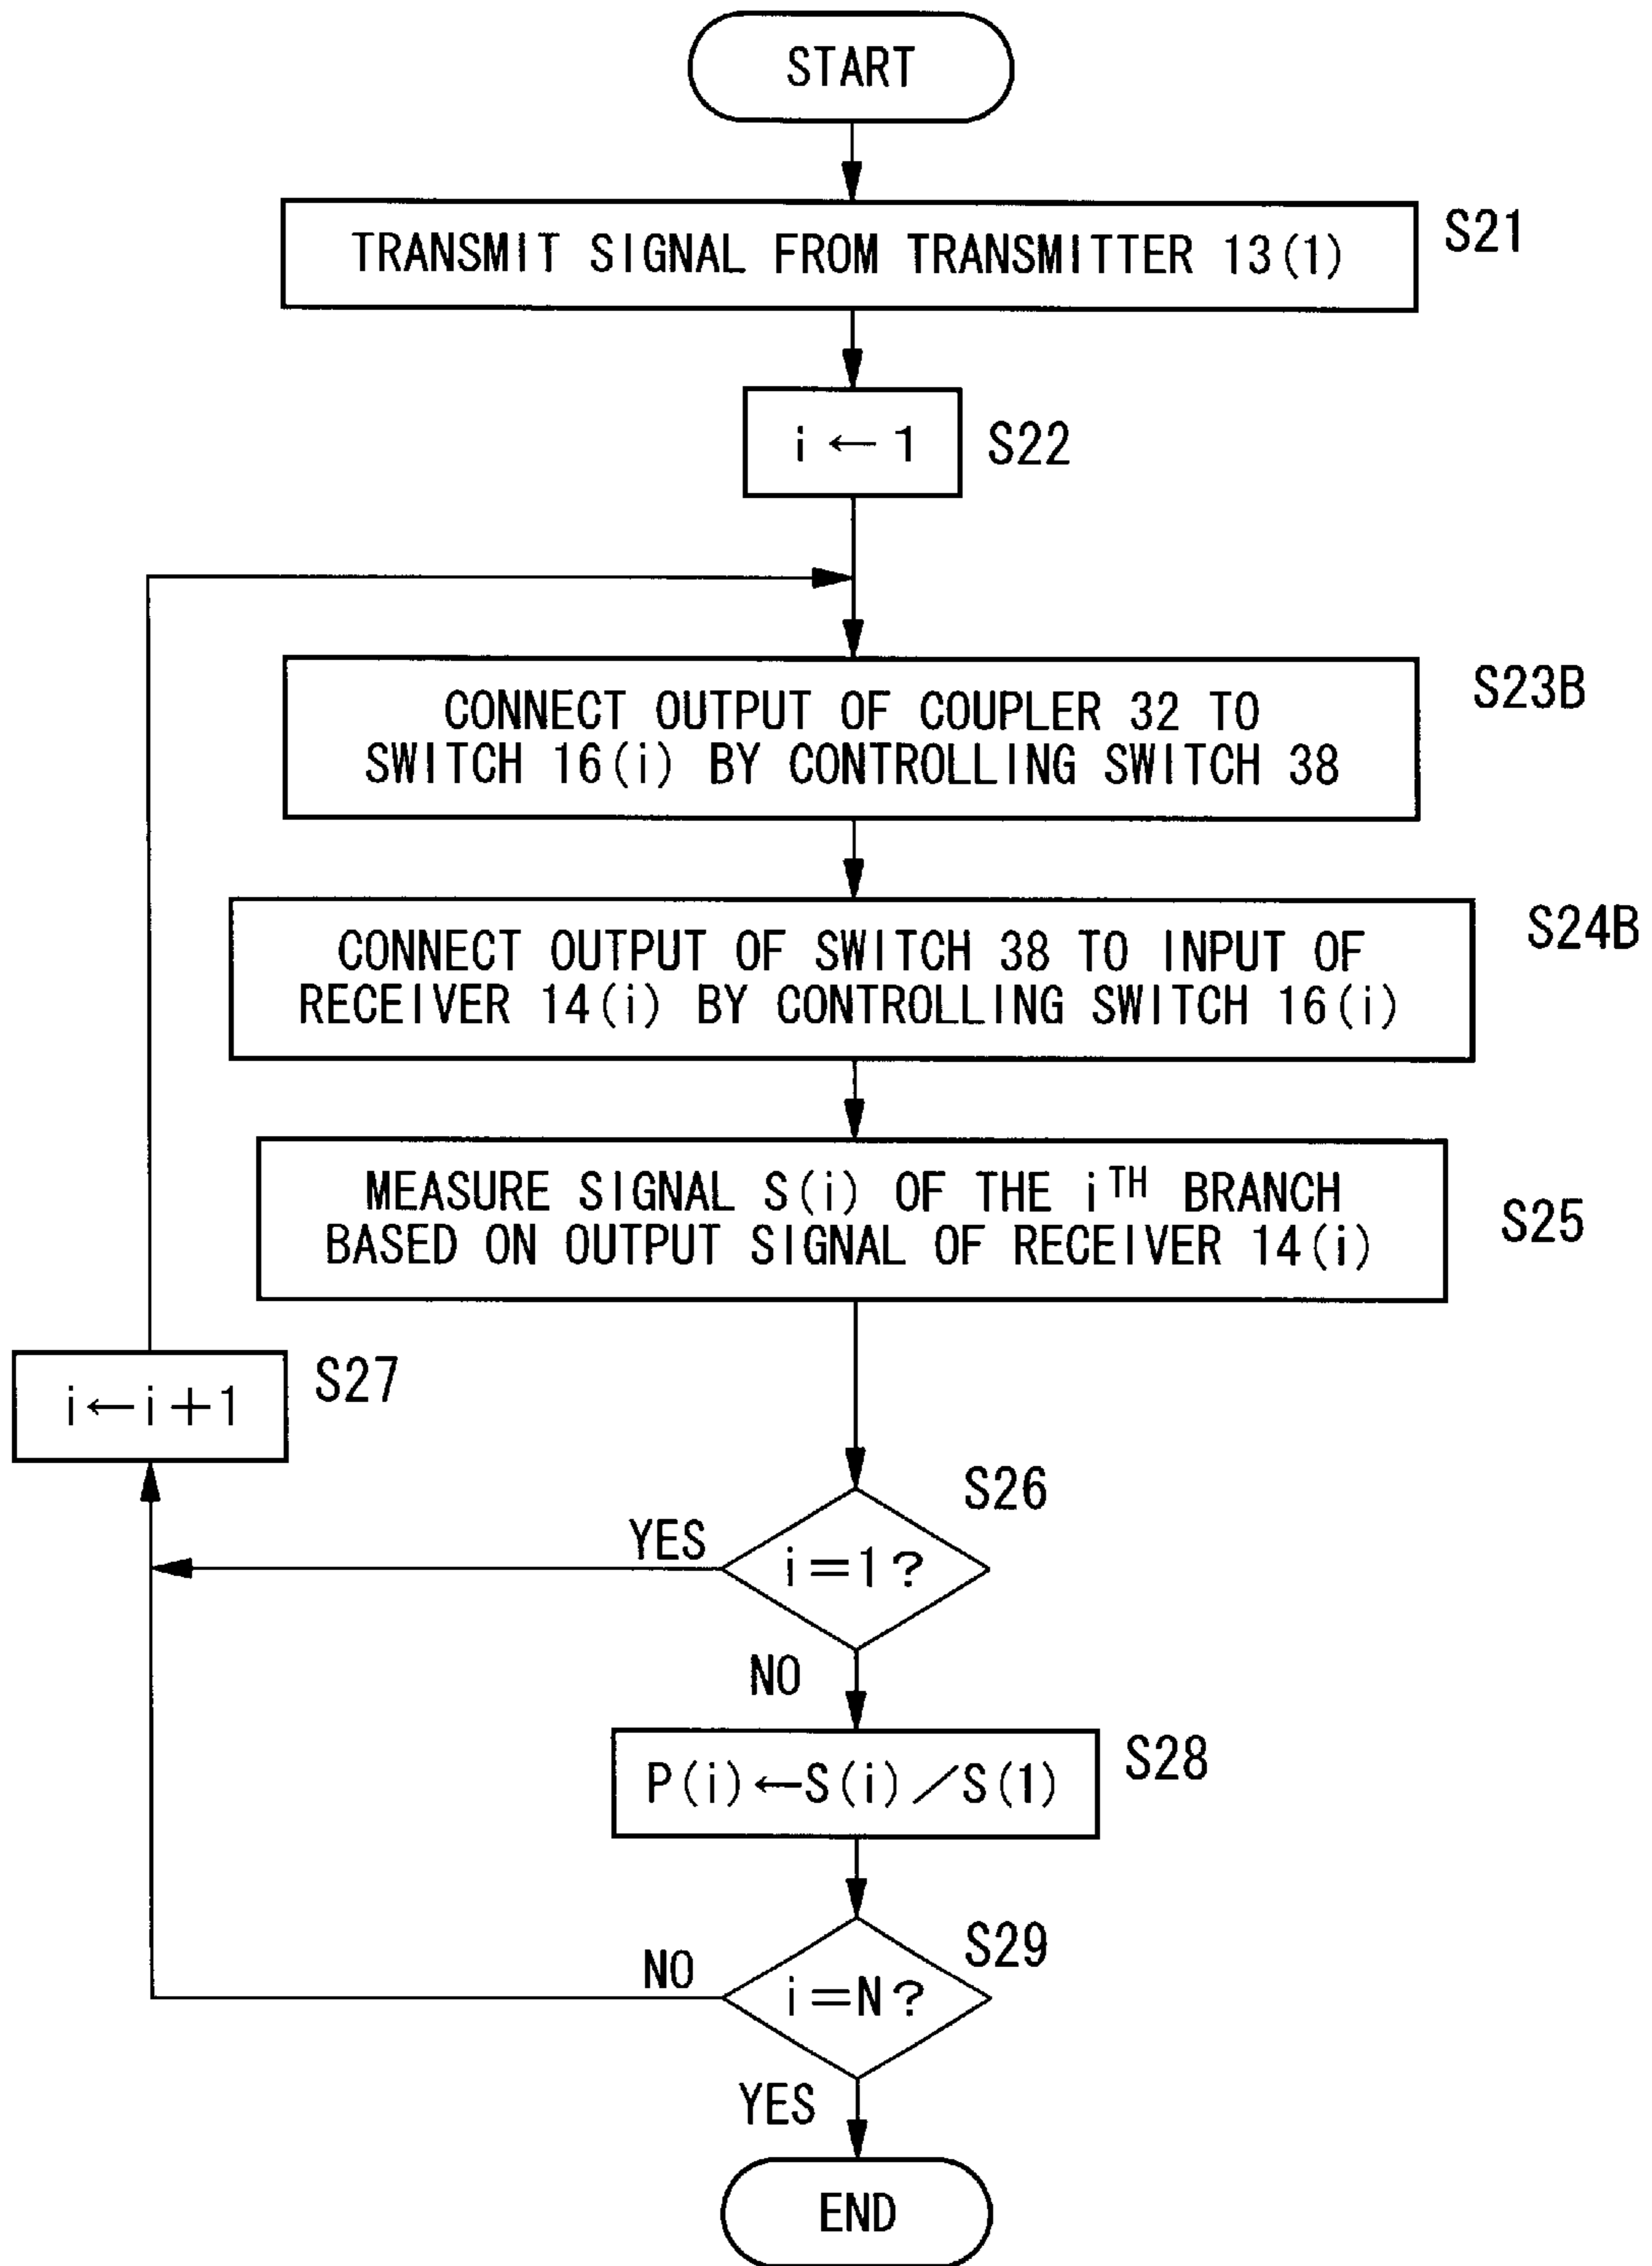 START
TRANSMIT SIGNAL FROM TRANSMITTER 13(1)
S21
i ← 1
S22
CONNECT OUTPUT OF COUPLER 32 TO
SWITCH 16(i) BY CONTROLLING SWITCH 38
S23B
CONNECT OUTPUT OF SWITCH 38 TO INPUT OF
RECEIVER 14(i) BY CONTROLLING SWITCH 16(i)
S24B
MEASURE SIGNAL S(i) OF THE iTH BRANCH
BASED ON OUTPUT SIGNAL OF RECEIVER 14(i)
S25
i←i+1
S27
S26
i=1?
YES
NO
P(i)←S(i)/S(1)
S28
S29
i=N?
NO
YES
END